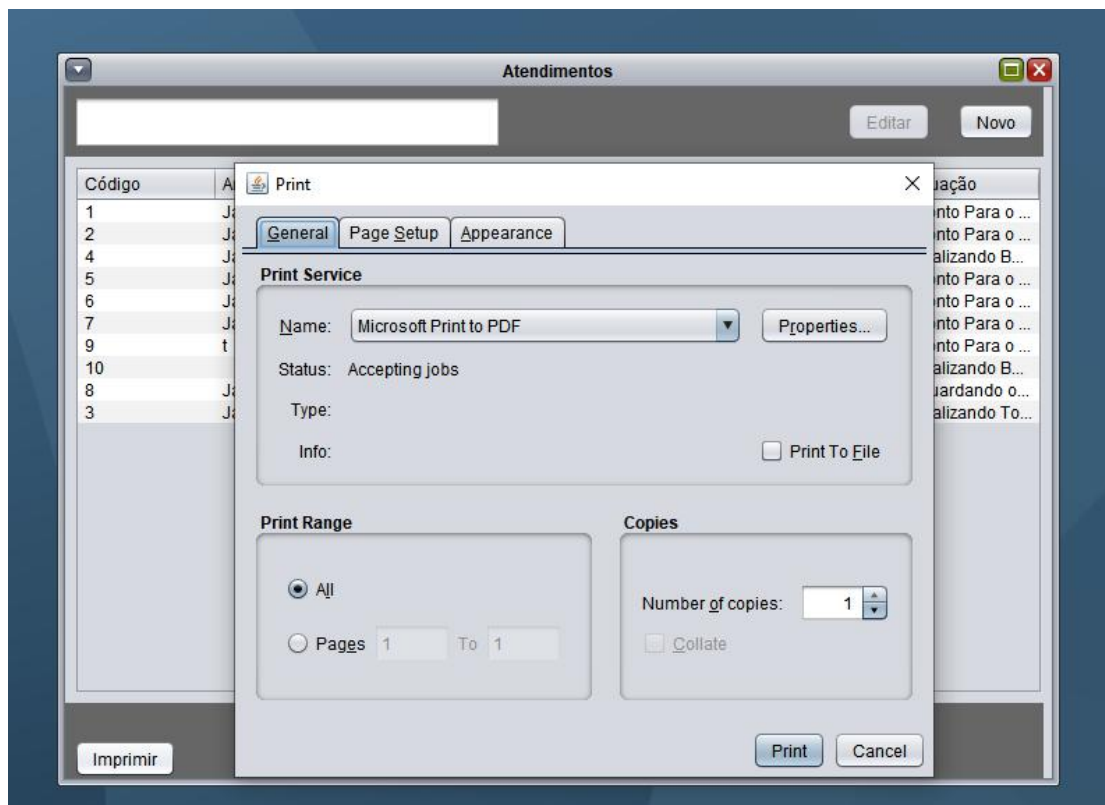 Atendimentos
Editar Novo
Código
1
2
4
5
6
7
9 t
10
8
3
Print
General Page Setup Appearance
Print Service
Name: Microsoft Print to PDF Properties...
Status: Accepting jobs
Type:
Info: Print To File
Print Range Copies
All
Number of copies: 1
Pages 1 To 1 Collate
Print Cancel
uação
nto Para o ...
nto Para o ...
alizando B...
nto Para o ...
nto Para o ...
nto Para o ...
nto Para o ...
alizando B...
uardando o...
alizando To...
Imprimir